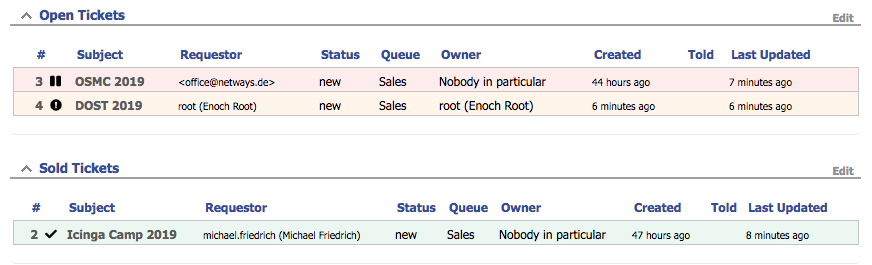 Open Tickets Edit
# Subject Requestor Status Queue Owner Created Told Last Updated
3 OSMC 2019 <office@netways.de> new Sales Nobody in particular 44 hours ago 7 minutes ago
4 DOST 2019 root (Enoch Root) new Sales root (Enoch Root) 6 minutes ago 6 minutes ago
Sold Tickets Edit
# Subject Requestor Status Queue Owner Created Told Last Updated
2 Icinga Camp 2019 michael.friedrich (Michael Friedrich) new Sales Nobody in particular 47 hours ago 8 minutes ago